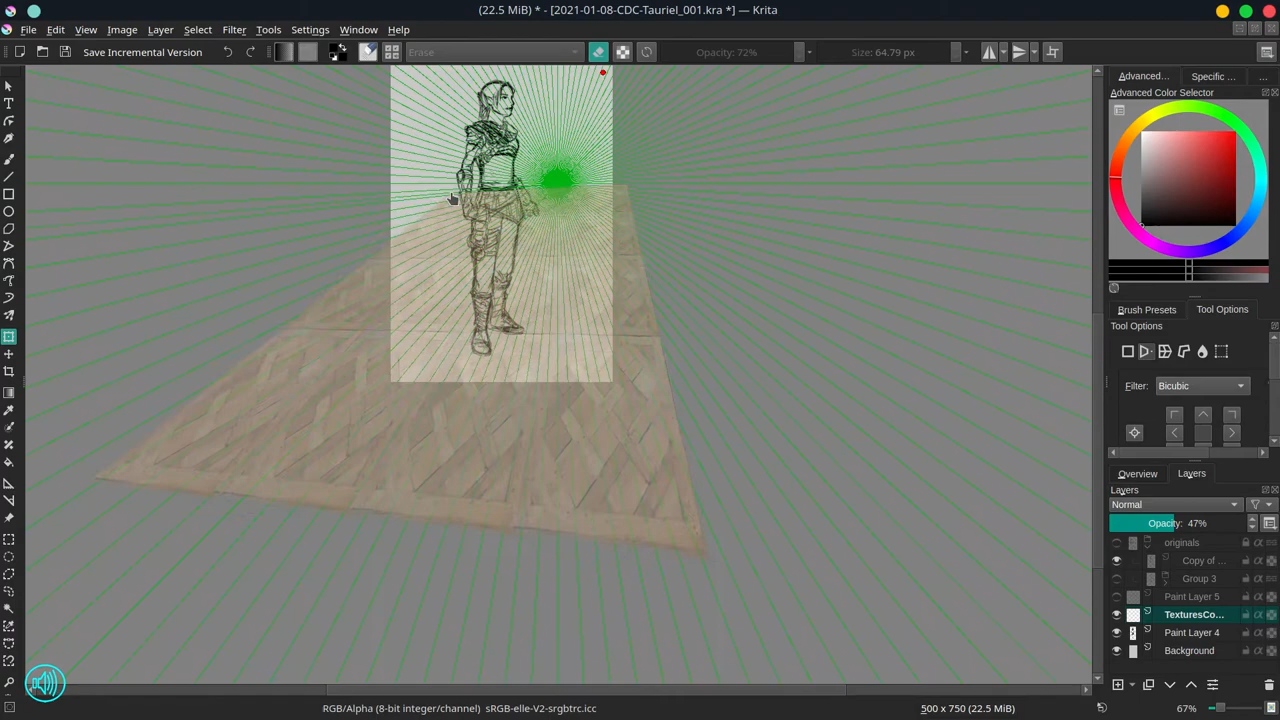 (22.5 MiB) * - [2021-01-08-CDC-Tauriel_001.kra *] — Krita
File Edit View Image Layer Select Filter Tools Settings Window Help
Save Incremental Version Erase Opacity: 72% Size: 64.79 px
Advanced... Specific ... ...
Advanced Color Selector
Brush Presets Tool Options
Tool Options
Filter: Bicubic
Overview Layers
Layers
Normal
Opacity: 47%
originals
Copy of ...
Group 3
Paint Layer 5
TexturesCo...
Paint Layer 4
Background
RGB/Alpha (8-bit integer/channel) sRGB-elle-V2-srgbtrc.icc 500 x 750 (22.5 MiB) 67%